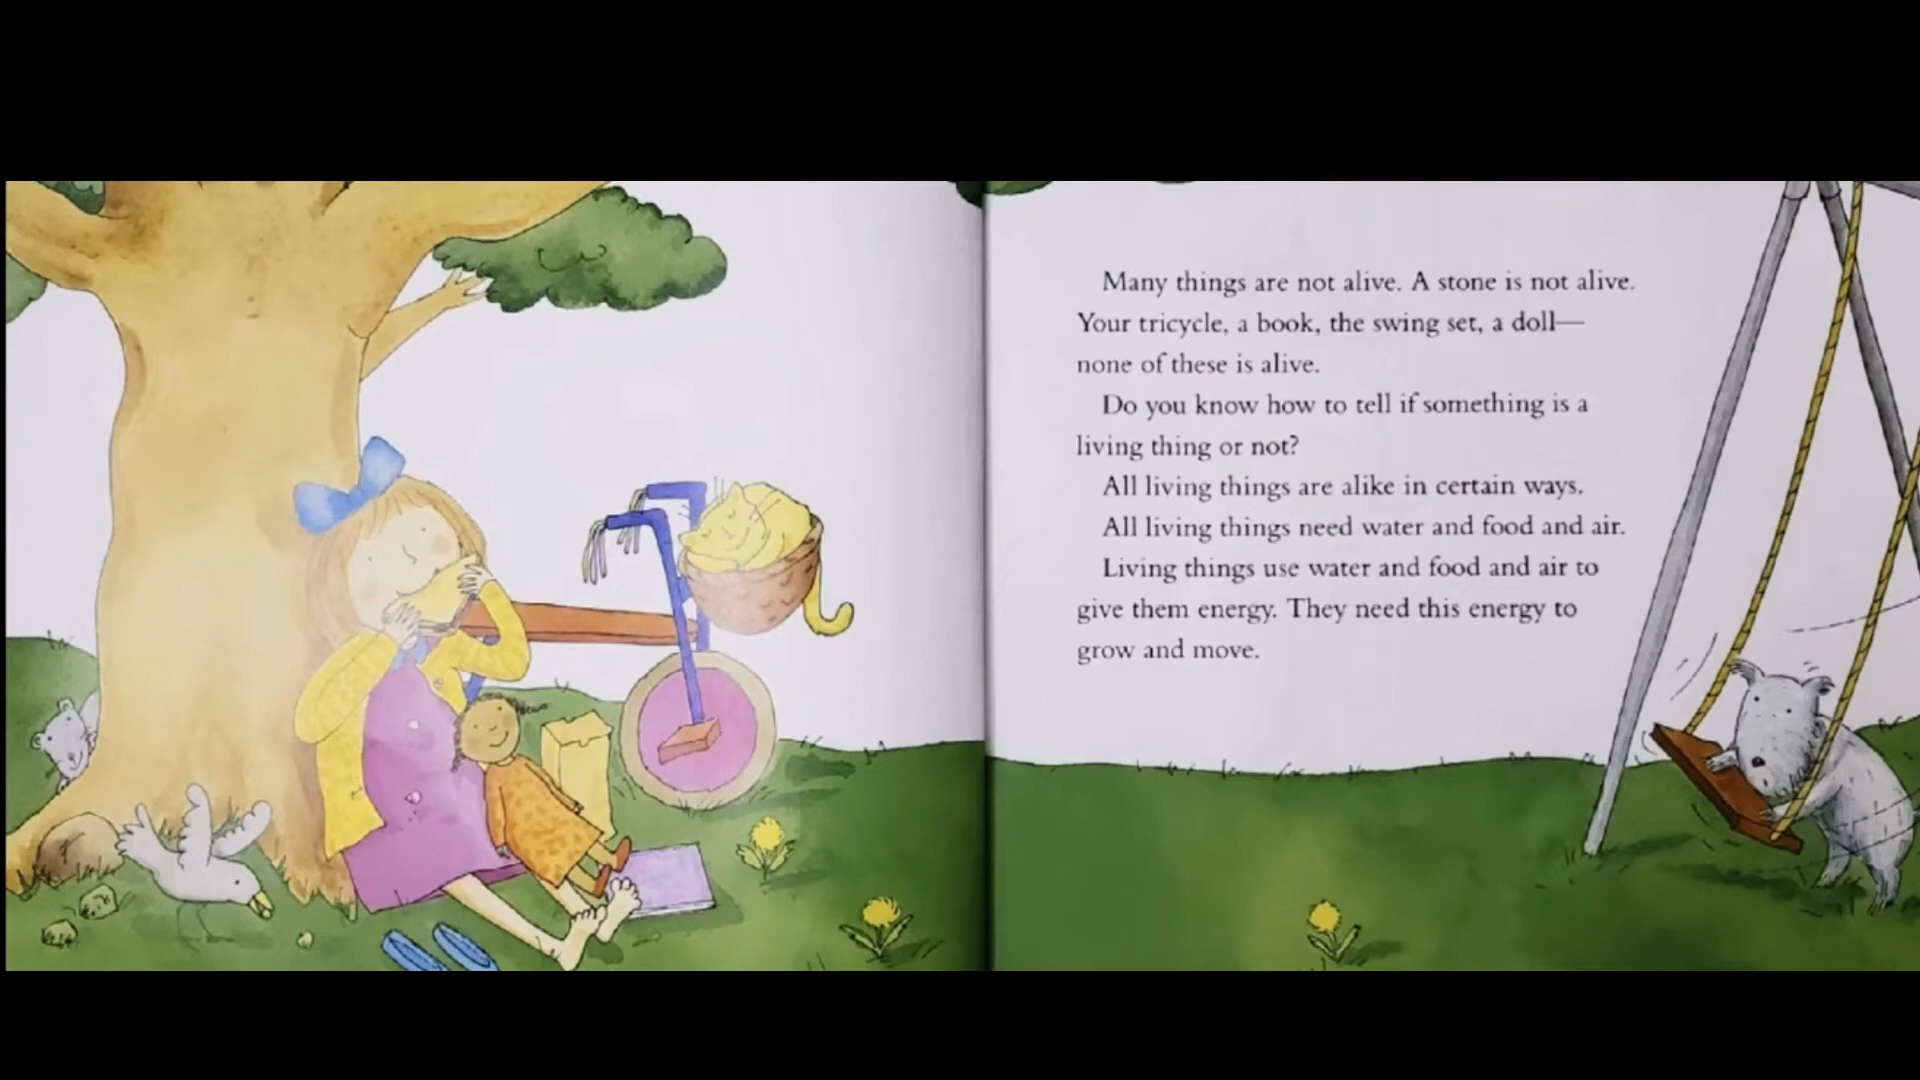 Many things are not alive. A stone is not alive.
Your tricycle, a book, the swing set, a doll—
none of these is alive.
Do you know how to tell if something is a
living thing or not?
All living things are alike in certain ways.
All living things need water and food and air.
Living things use water and food and air to
give them energy. They need this energy to
grow and move.